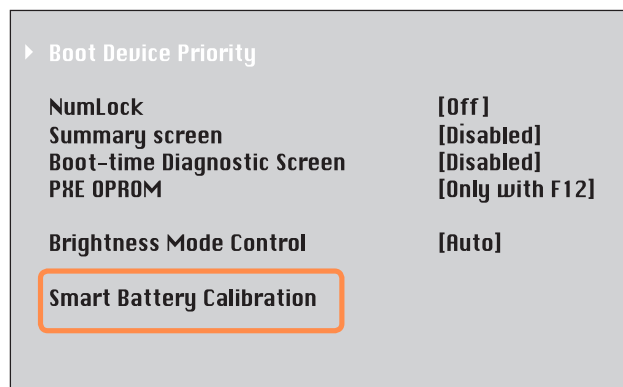 Boot Device Priority
NumLock [Off]
Summary screen [Disabled]
Boot-time Diagnostic Screen [Disabled]
PXE OPROM [Only with F12]
Brightness Mode Control [Auto]
Smart Battery Calibration